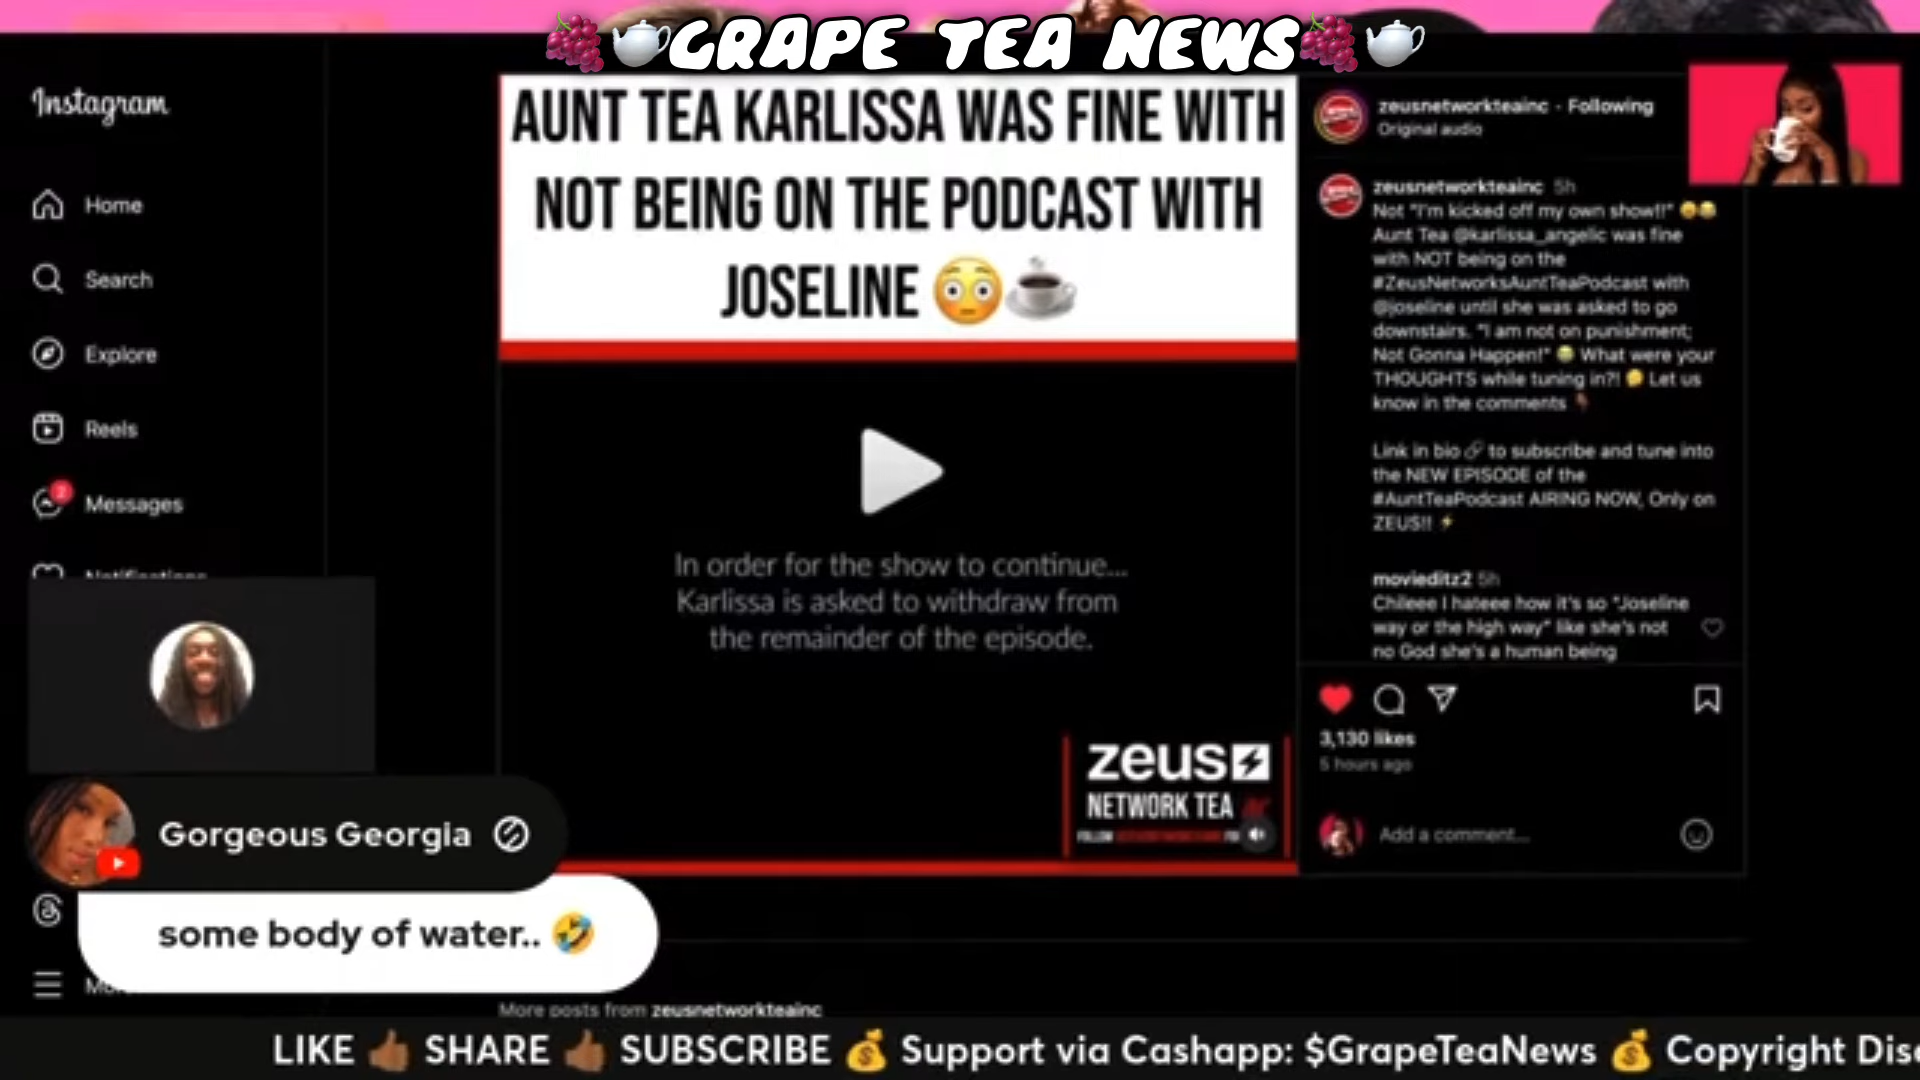 GRAPE TEA NEWS
Instagram
Home
Search
Explore
Reels
2
Messages
Notifications
AUNT TEA KARLISSA WAS FINE WITH
NOT BEING ON THE PODCAST WITH
JOSELINE 😳☕
In order for the show to continue...
Karlissa is asked to withdraw from
the remainder of the episode.
zeus
NETWORK TEA
FOLLOW
zeusnetworkteainc · Following
Original audio
zeusnetworkteainc 5h
Not "I'm kicked off my own show!!"
Aunt Tea @karlissa_angelic was fine
with NOT being on the
#ZeusNetworksAuntTeaPodcast with
@joseline until she was asked to go
downstairs. "I am not on punishment;
Not Gonna Happen!" What were your
THOUGHTS while tuning in?! Let us
know in the comments
Link in bio 🔗 to subscribe and tune into
the NEW EPISODE of the
#AuntTeaPodcast AIRING NOW, Only on
ZEUS!! ⚡
movieditz2 5h
Chileee I hateee how it's so "Joseline
way or the high way" like she's not
no God she's a human being
3,130 likes
5 hours ago
Add a comment...
Gorgeous Georgia
some body of water.. 🤣
More posts from zeusnetworkteainc
LIKE 👍🏾 SHARE 👍🏾 SUBSCRIBE 💰 Support via Cashapp: $GrapeTeaNews 💰 Copyright Disc